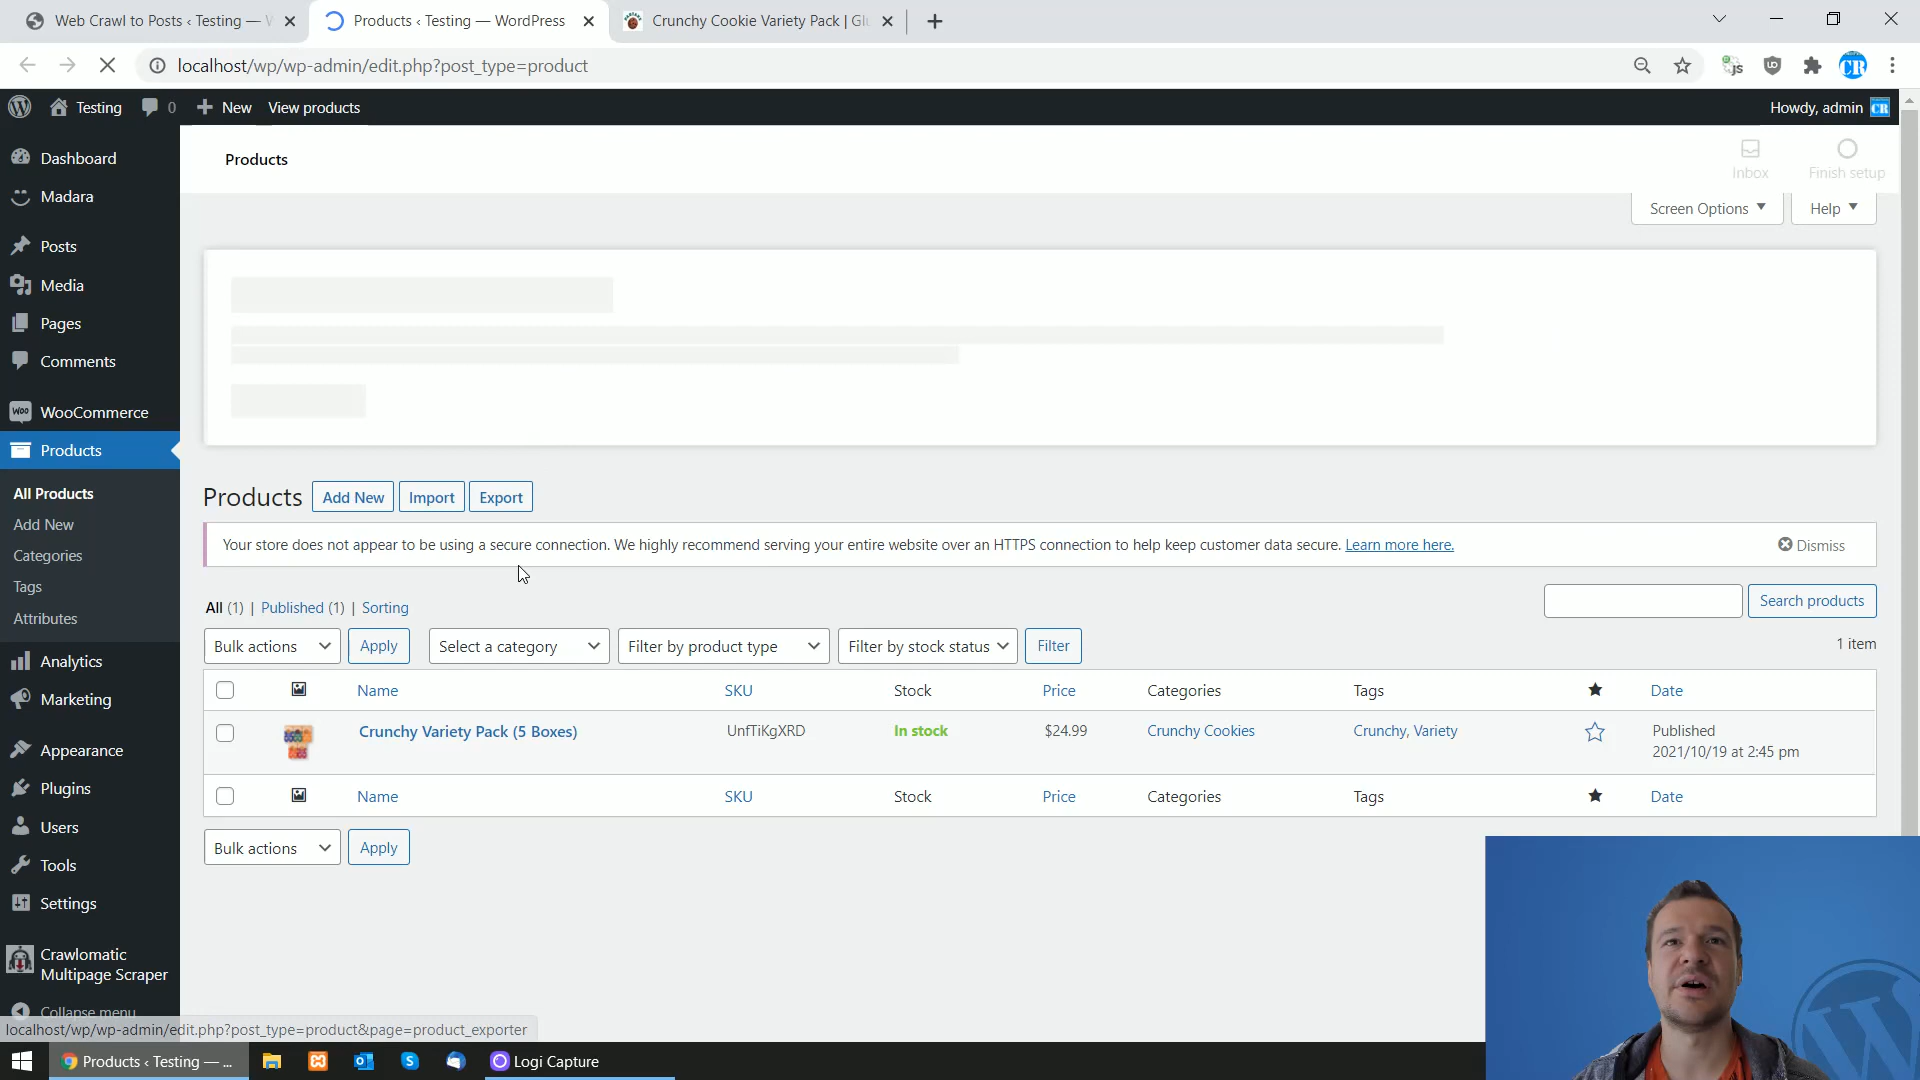 Web Crawl to Posts ‹ Testing —
Products ‹ Testing — WordPress
Crunchy Cookie Variety Pack | Gl
localhost/wp/wp-admin/edit.php?post_type=product
Testing
0
New
View products
Howdy, admin
Dashboard
Madara
Posts
Media
Pages
Comments
WooCommerce
Products
All Products
Add New
Categories
Tags
Attributes
Analytics
Marketing
Appearance
Plugins
Users
Tools
Settings
Crawlomatic
Multipage Scraper
Collapse menu
Products
Inbox
Finish setup
Screen Options
Help
Products
Add New
Import
Export
Your store does not appear to be using a secure connection. We highly recommend serving your entire website over an HTTPS connection to help keep customer data secure. Learn more here.
Dismiss
All (1) | Published (1) | Sorting
Search products
Bulk actions
Apply
Select a category
Filter by product type
Filter by stock status
Filter
1 item
Name SKU Stock Price Categories Tags Date
Crunchy Variety Pack (5 Boxes) UnfTiKgXRD In stock $24.99 Crunchy Cookies Crunchy, Variety Published
2021/10/19 at 2:45 pm
Name SKU Stock Price Categories Tags Date
Bulk actions
Apply
localhost/wp/wp-admin/edit.php?post_type=product&page=product_exporter
Products ‹ Testing — ...
Logi Capture